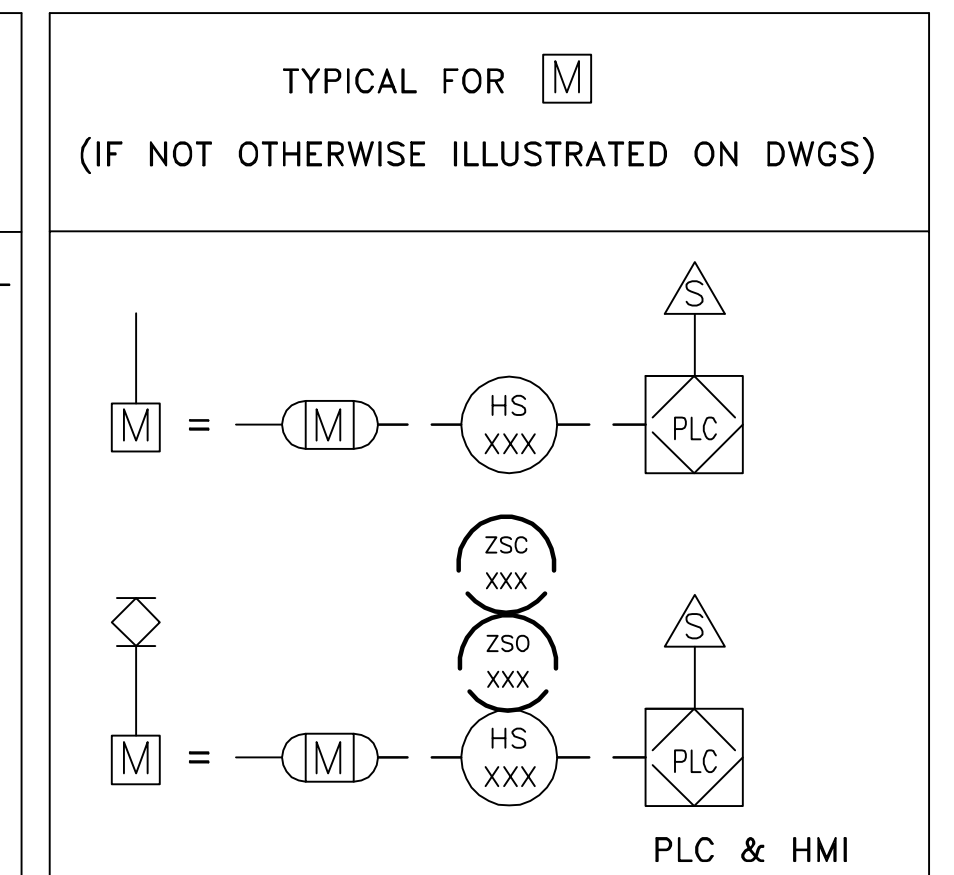 TYPICAL FOR M
(IF NOT OTHERWISE ILLUSTRATED ON DWGS)
S
M = M HS XXX PLC
ZSC
XXX
ZSO
XXX
S
M = M HS XXX PLC
PLC & HMI